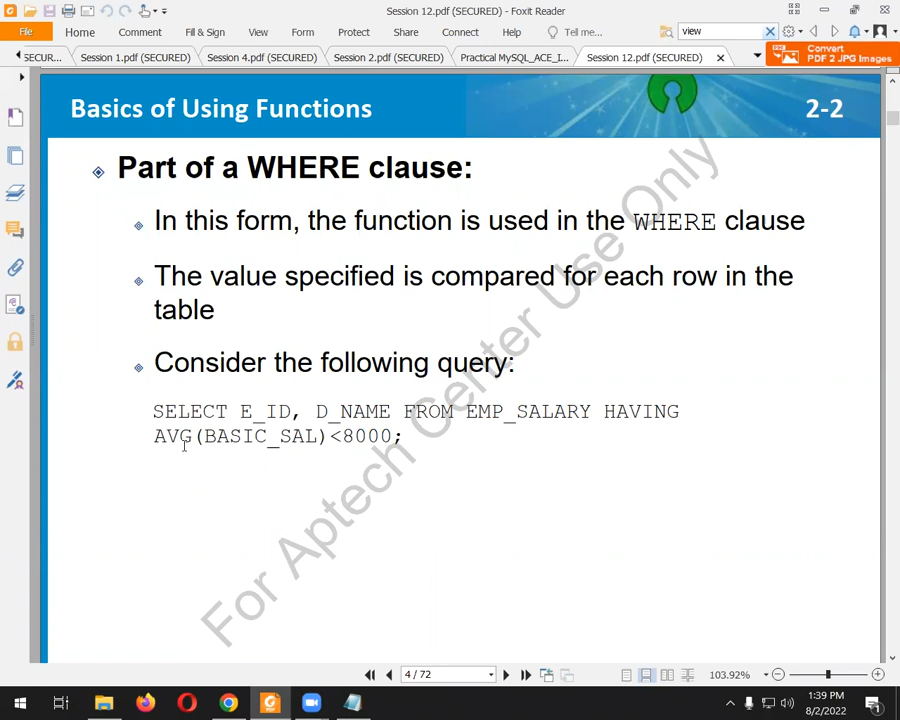 Session 12.pdf (SECURED) - Foxit Reader
File Home Comment Fill & Sign View Form Protect Share Connect Help Tell me... view
SECUR... Session 1.pdf (SECURED) Session 4.pdf (SECURED) Session 2.pdf (SECURED) Practical MySQL_ACE_I... Session 12.pdf (SECURED)
Convert
PDF 2 JPG Images
Basics of Using Functions 2-2
Part of a WHERE clause:
In this form, the function is used in the WHERE clause
The value specified is compared for each row in the
table
Consider the following query:
SELECT E_ID, D_NAME FROM EMP_SALARY HAVING
AVG(BASIC_SAL)<8000;
For Aptech Center Use Only
4 / 72 103.92%
1:39 PM
8/2/2022
1